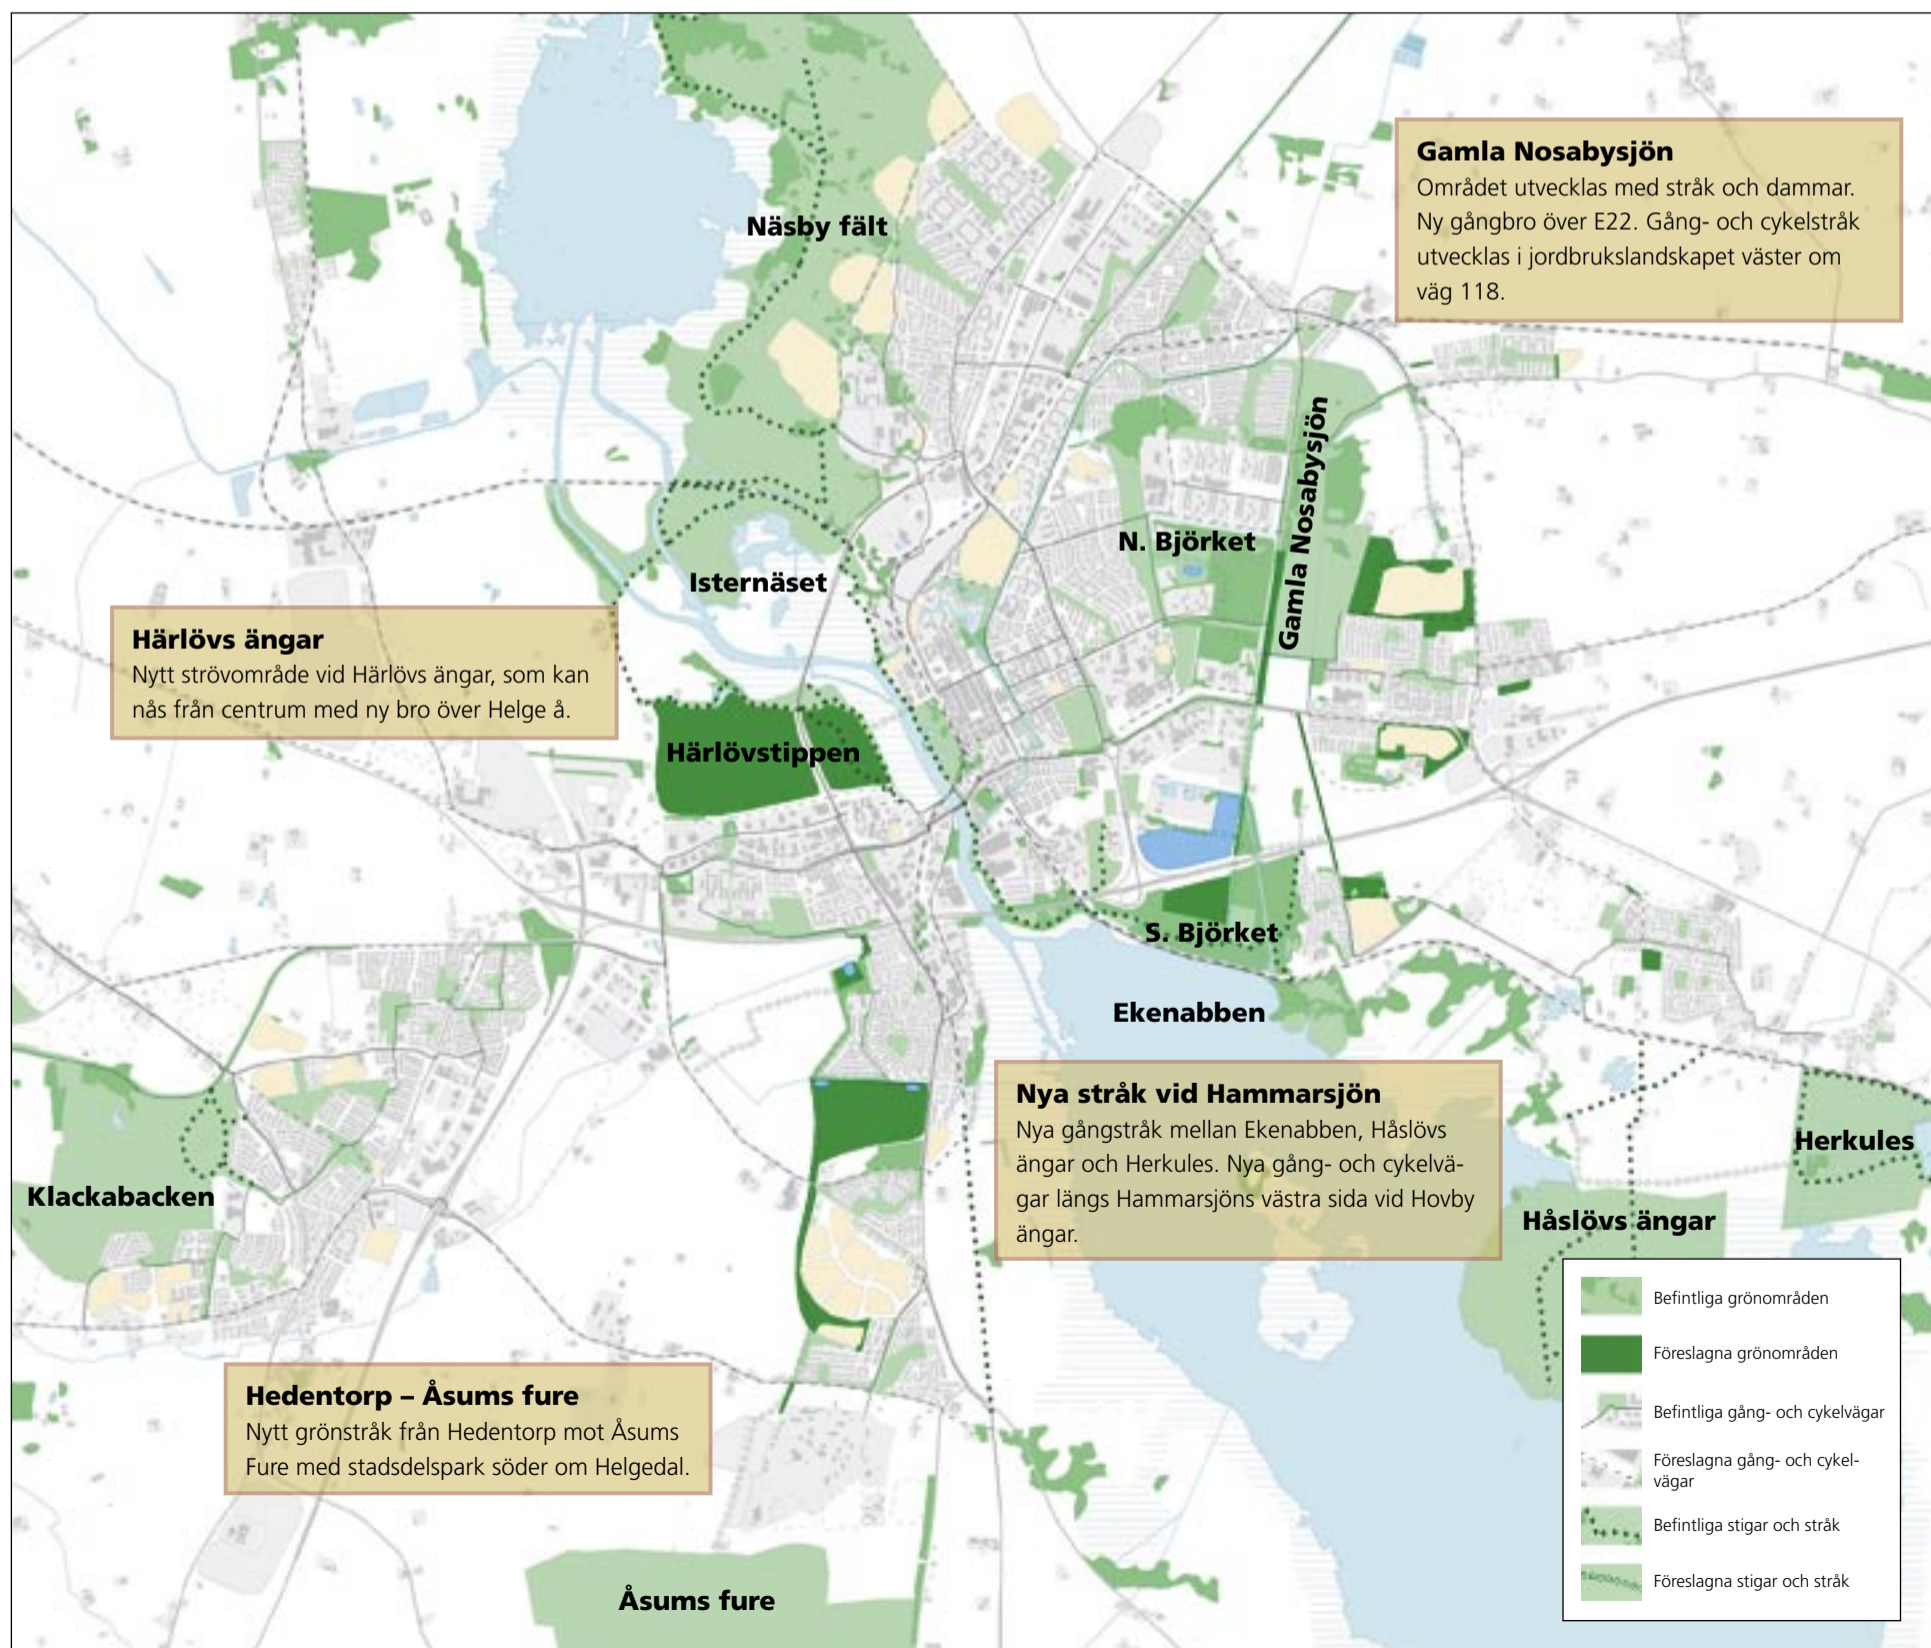 Gamla Nosabysjön
Området utvecklas med stråk och dammar.
Ny gångbro över E22. Gång- och cykelstråk
utvecklas i jordbrukslandskapet väster om
väg 118.
Näsby fält
Gamla Nosabysjön
N. Björket
Isternäset
Härlövs ängar
Nytt strövområde vid Härlövs ängar, som kan
nås från centrum med ny bro över Helge å.
Härlövstippen
S. Björket
Ekenabben
Nya stråk vid Hammarsjön
Nya gångstråk mellan Ekenabben, Håslövs
ängar och Herkules. Nya gång- och cykelvä-
gar längs Hammarsjöns västra sida vid Hovby
ängar.
Herkules
Klackabacken
Håslövs ängar
Hedentorp – Åsums fure
Nytt grönstråk från Hedentorp mot Åsums
Fure med stadsdelspark söder om Helgedal.
Åsums fure
Befintliga grönområden
Föreslagna grönområden
Befintliga gång- och cykelvägar
Föreslagna gång- och cykel-
vägar
Befintliga stigar och stråk
Föreslagna stigar och stråk